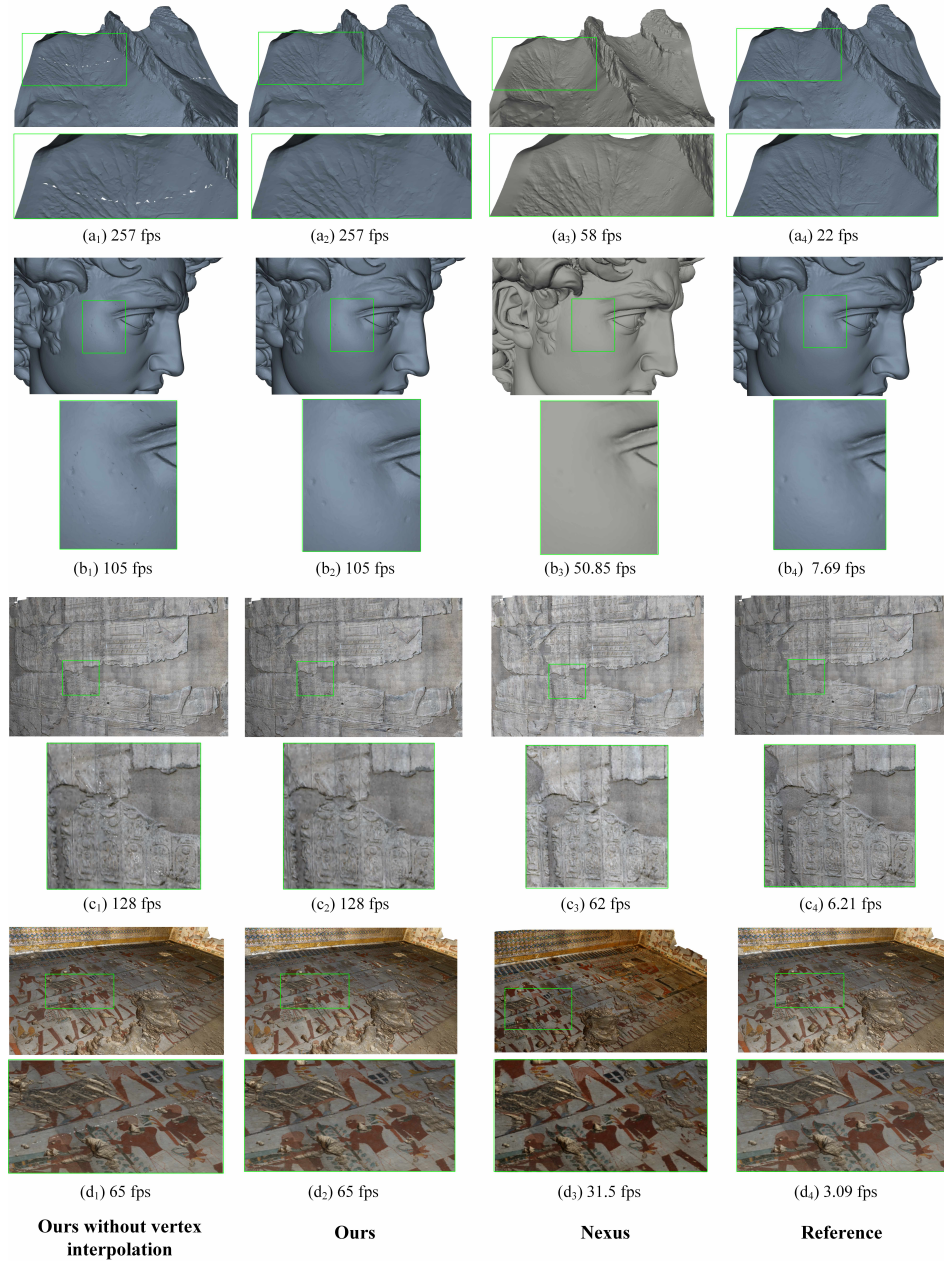 (a₁) 257 fps
(a₂) 257 fps
(a₃) 58 fps
(a₄) 22 fps
(b₁) 105 fps
(b₂) 105 fps
(b₃) 50.85 fps
(b₄) 7.69 fps
(c₁) 128 fps
(c₂) 128 fps
(c₃) 62 fps
(c₄) 6.21 fps
(d₁) 65 fps
(d₂) 65 fps
(d₃) 31.5 fps
(d₄) 3.09 fps
Ours without vertex
interpolation
Ours
Nexus
Reference